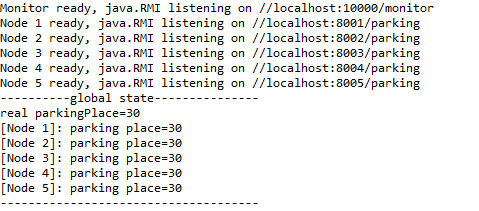 Monitor ready, java.RMI listening on //localhost:10000/monitor
Node 1 ready, java.RMI listening on //localhost:8001/parking
Node 2 ready, java.RMI listening on //localhost:8002/parking
Node 3 ready, java.RMI listening on //localhost:8003/parking
Node 4 ready, java.RMI listening on //localhost:8004/parking
Node 5 ready, java.RMI listening on //localhost:8005/parking
----------global state---------------
real parkingPlace=30
[Node 1]: parking place=30
[Node 2]: parking place=30
[Node 3]: parking place=30
[Node 4]: parking place=30
[Node 5]: parking place=30
-------------------------------------